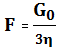 F = G₀ / 3η